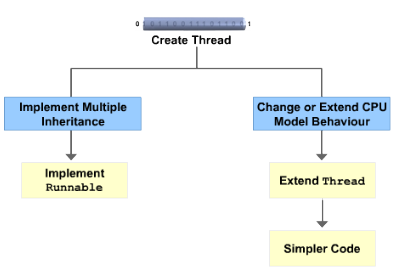 0 1
Create Thread
Implement Multiple
Inheritance
Change or Extend CPU
Model Behaviour
Implement
Runnable
Extend Thread
Simpler Code